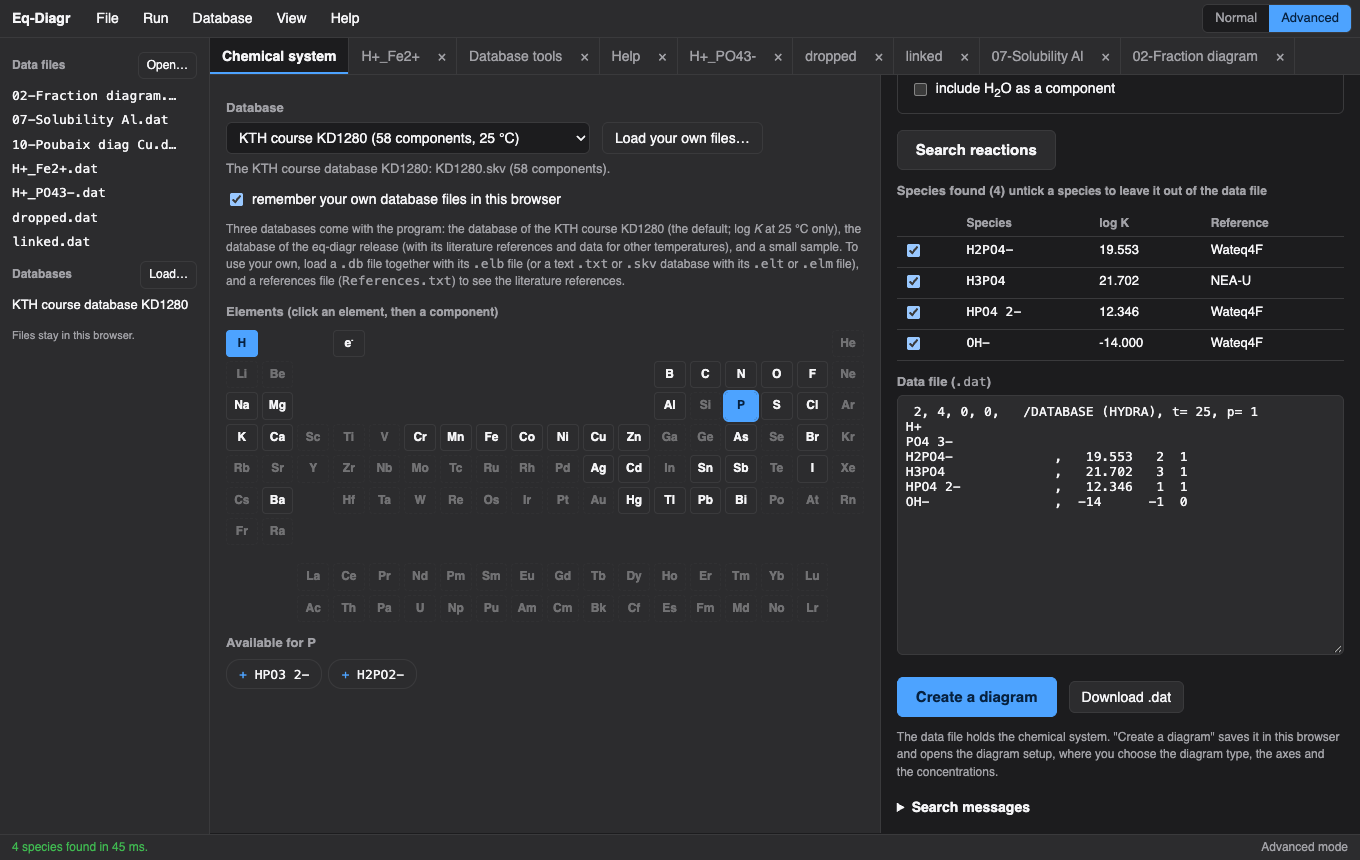 Eq-Diagr File Run Database View Help Normal Advanced
Data files Open...
02-Fraction diagram.…
07-Solubility Al.dat
10-Poubaix diag Cu.d…
H+_Fe2+.dat
H+_PO43-.dat
dropped.dat
linked.dat
Databases Load...
KTH course database KD1280
Files stay in this browser.
Chemical system H+_Fe2+ × Database tools × Help × H+_PO43- × dropped × linked × 07-Solubility Al × 02-Fraction diagram ×
Database
KTH course KD1280 (58 components, 25 °C) Load your own files...
The KTH course database KD1280: KD1280.skv (58 components).
remember your own database files in this browser
Three databases come with the program: the database of the KTH course KD1280 (the default; log K at 25 °C only), the
database of the eq-diagr release (with its literature references and data for other temperatures), and a small sample. To
use your own, load a .db file together with its .elb file (or a text .txt or .skv database with its .elt or .elm file),
and a references file (References.txt) to see the literature references.
Elements (click an element, then a component)
H e- He
Li Be B C N O F Ne
Na Mg Al Si P S Cl Ar
K Ca Sc Ti V Cr Mn Fe Co Ni Cu Zn Ga Ge As Se Br Kr
Rb Sr Y Zr Nb Mo Tc Ru Rh Pd Ag Cd In Sn Sb Te I Xe
Cs Ba Hf Ta W Re Os Ir Pt Au Hg Tl Pb Bi Po At Rn
Fr Ra
La Ce Pr Nd Pm Sm Eu Gd Tb Dy Ho Er Tm Yb Lu
Ac Th Pa U Np Pu Am Cm Bk Cf Es Fm Md No Lr
Available for P
+ HPO3 2- + H2PO2-
include H2O as a component
Search reactions
Species found (4) untick a species to leave it out of the data file
Species log K Reference
H2PO4- 19.553 Wateq4F
H3PO4 21.702 NEA-U
HPO4 2- 12.346 Wateq4F
OH- -14.000 Wateq4F
Data file (.dat)
2, 4, 0, 0, /DATABASE (HYDRA), t= 25, p= 1
H+
PO4 3-
H2PO4- , 19.553 2 1
H3PO4 , 21.702 3 1
HPO4 2- , 12.346 1 1
OH- , -14 -1 0
Create a diagram Download .dat
The data file holds the chemical system. "Create a diagram" saves it in this browser
and opens the diagram setup, where you choose the diagram type, the axes and
the concentrations.
Search messages
4 species found in 45 ms. Advanced mode